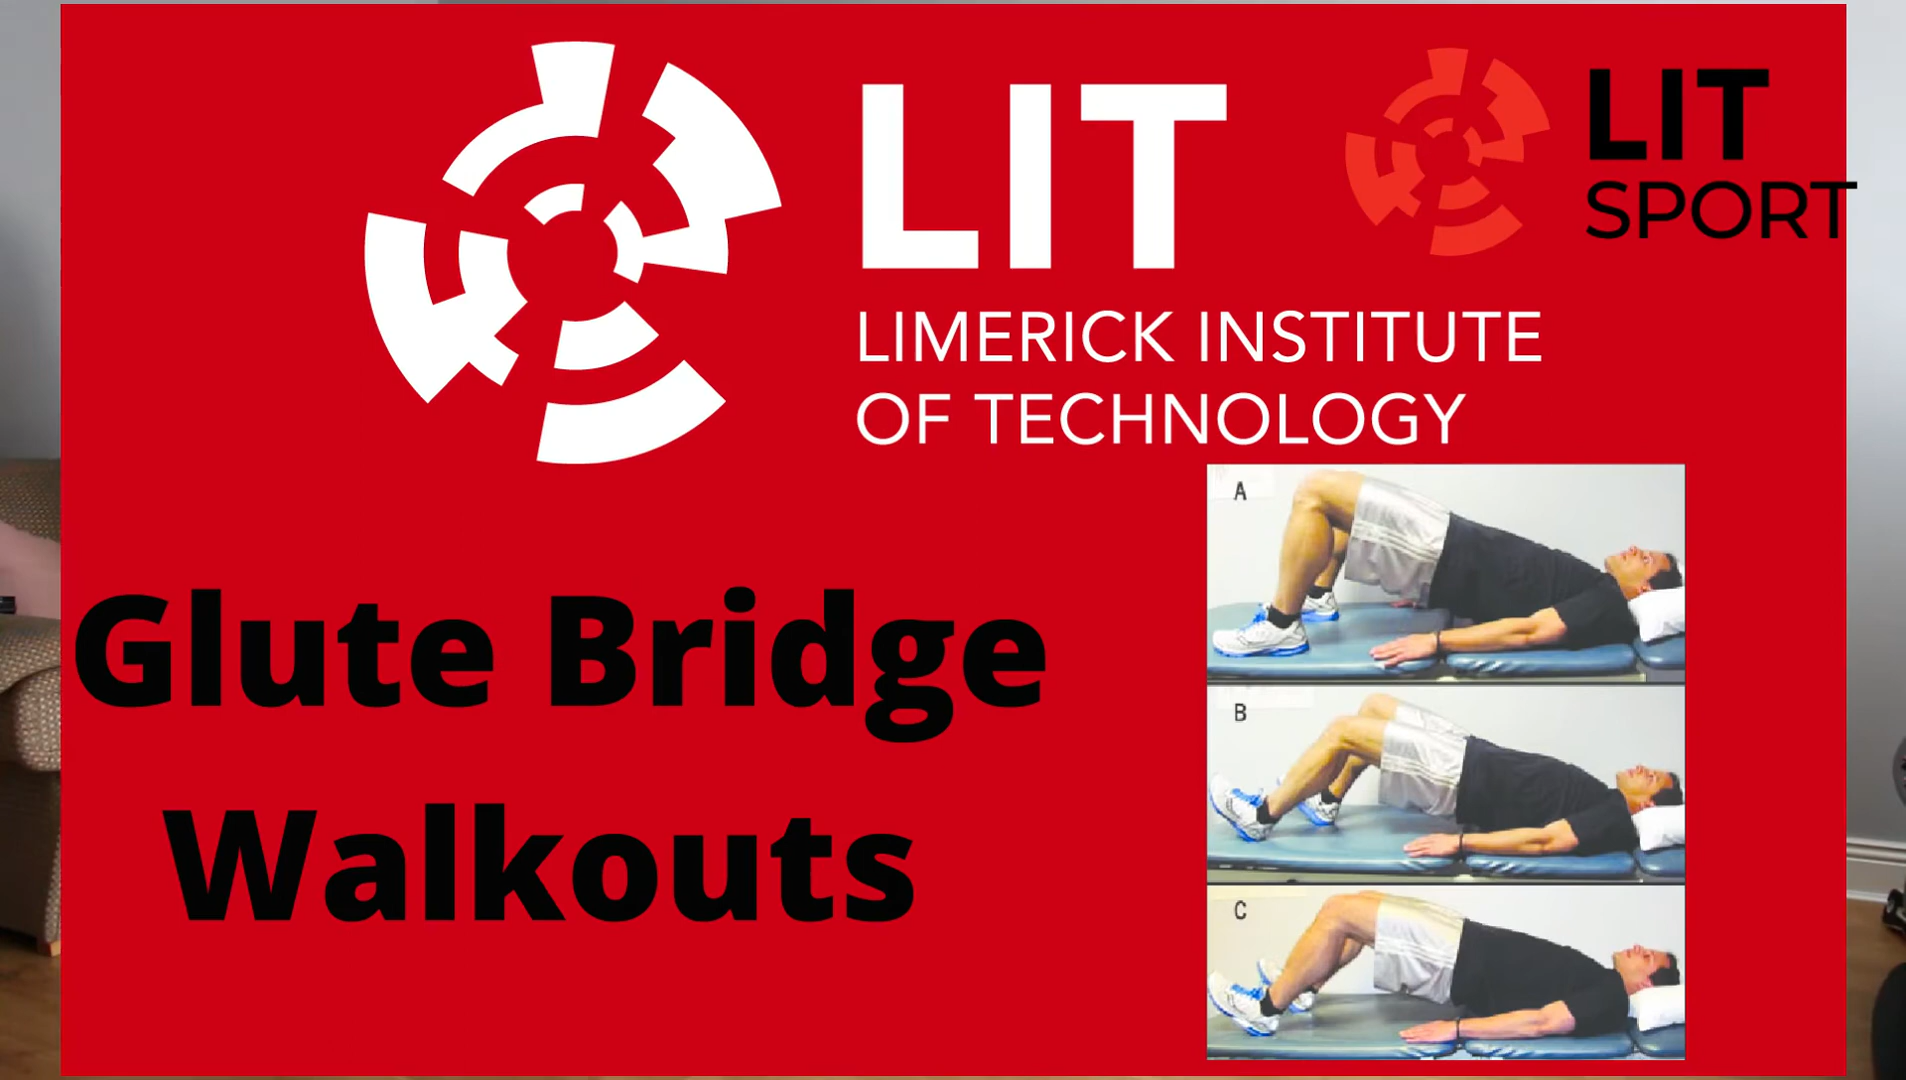 LIT
LIMERICK INSTITUTE
OF TECHNOLOGY
LIT
SPORT
Glute Bridge
Walkouts
A
B
C